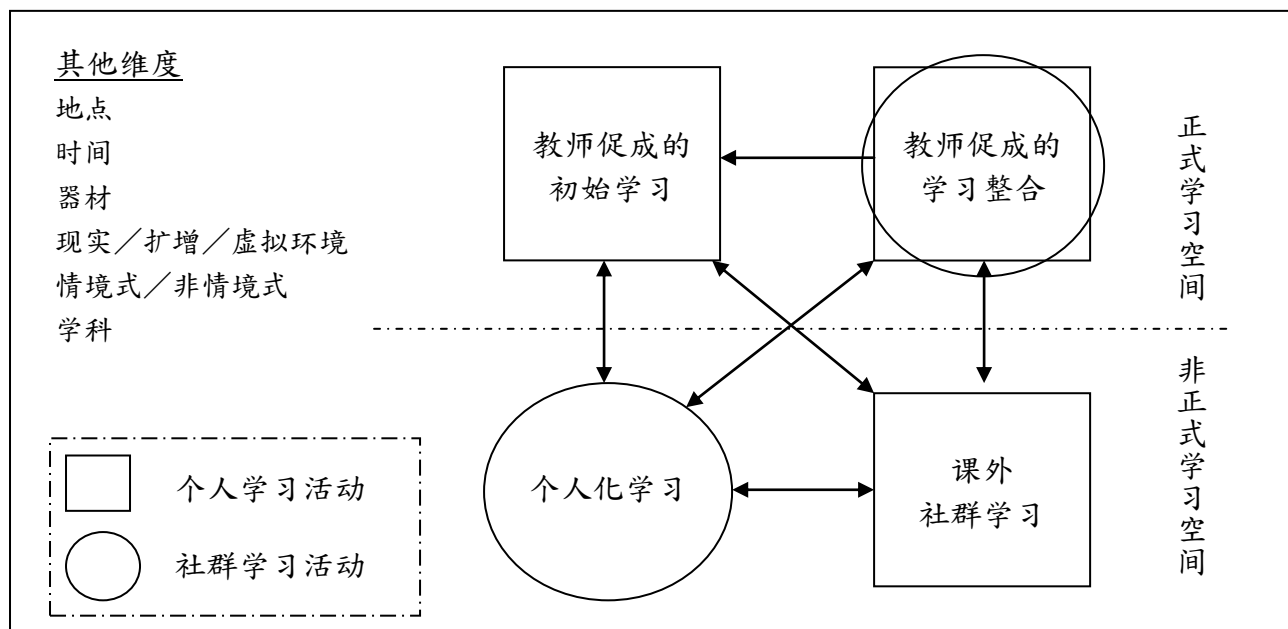 其他维度
地点
时间
器材
现实／扩增／虚拟环境
情境式／非情境式
学科
教师促成的
初始学习
教师促成的
学习整合
正式学习空间
个人化学习
课外
社群学习
非正式学习空间
个人学习活动
社群学习活动